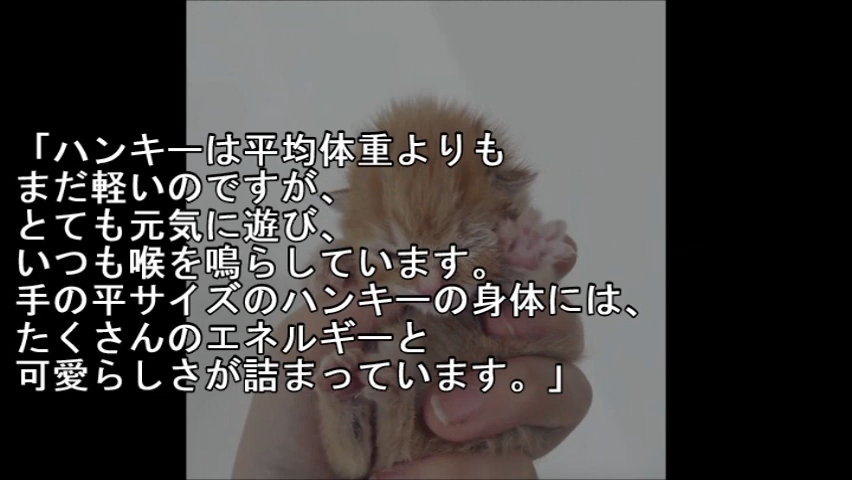 「ハンキーは平均体重よりも
まだ軽いのですが、
とても元気に遊び、
いつも喉を鳴らしています。
手の平サイズのハンキーの身体には、
たくさんのエネルギーと
可愛らしさが詰まっています。」